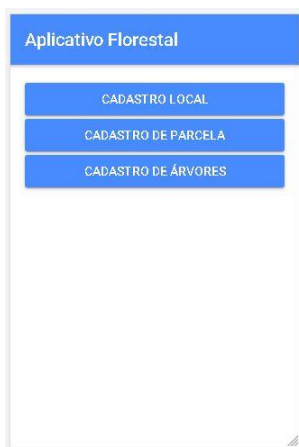 Aplicativo Florestal
CADASTRO LOCAL
CADASTRO DE PARCELA
CADASTRO DE ÁRVORES